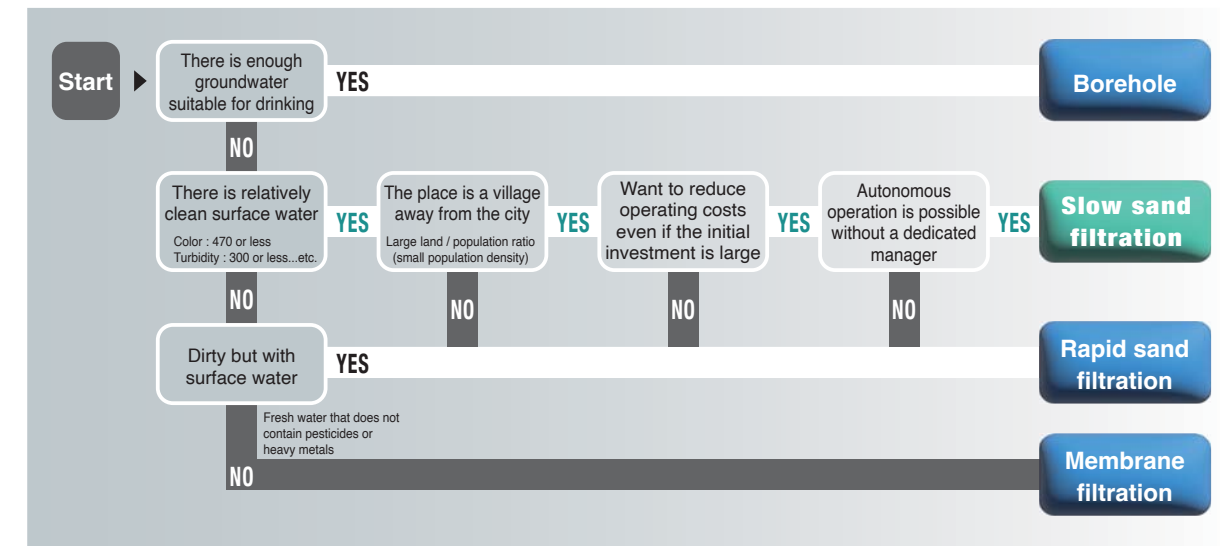 Start
There is enough
groundwater
suitable for drinking
YES
Borehole
NO
There is relatively
clean surface water
Color : 470 or less
Turbidity : 300 or less...etc.
YES
The place is a village
away from the city
Large land / population ratio
(small population density)
YES
Want to reduce
operating costs
even if the initial
investment is large
YES
Autonomous
operation is possible
without a dedicated
manager
YES
Slow sand
filtration
NO
NO
NO
NO
Dirty but with
surface water
YES
Rapid sand
filtration
Fresh water that does not
contain pesticides or
heavy metals
NO
Membrane
filtration